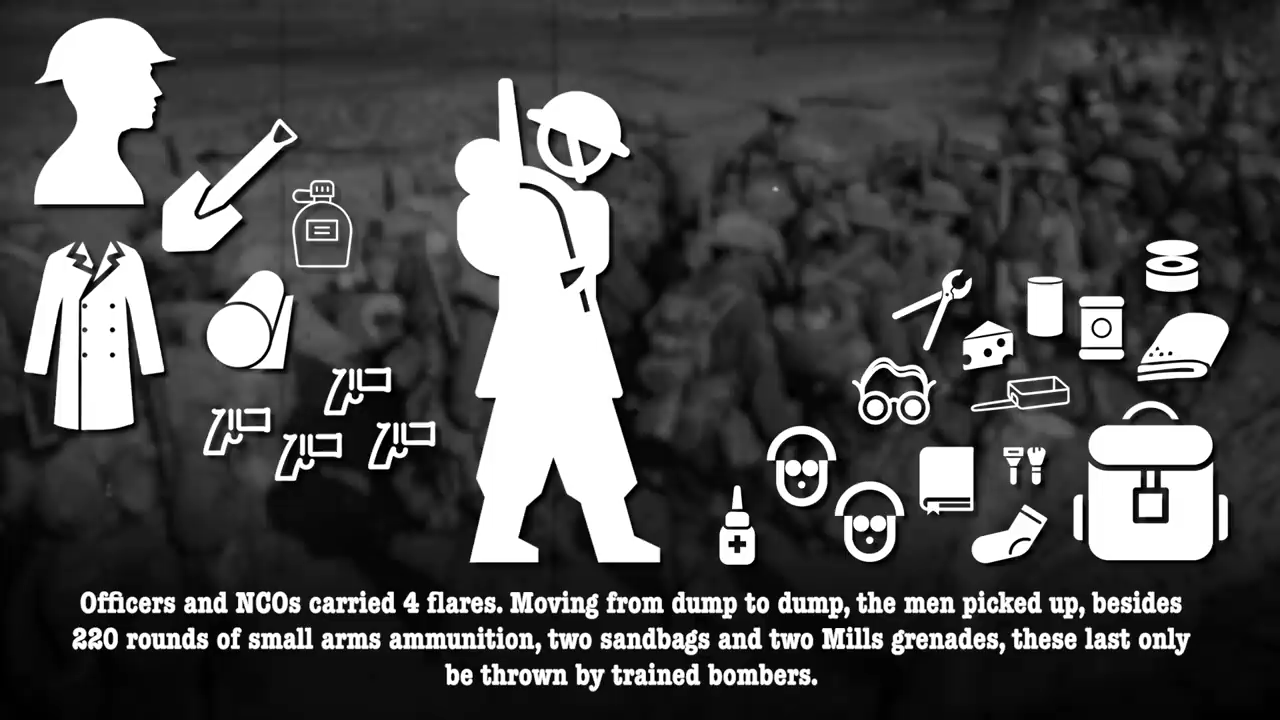 Officers and NCOs carried 4 flares. Moving from dump to dump, the men picked up, besides
220 rounds of small arms ammunition, two sandbags and two Mills grenades, these last only
be thrown by trained bombers.